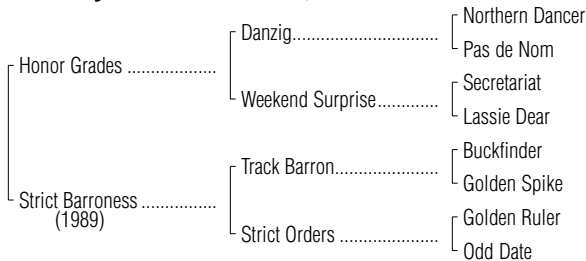 Northern Dancer
Danzig.......................................
Pas de Nom
Honor Grades ...................
Secretariat
Weekend Surprise................
Lassie Dear
Buckfinder
Track Barron...........................
Golden Spike
Strict Barroness ................
(1989)
Golden Ruler
Strict Orders .........................
Odd Date